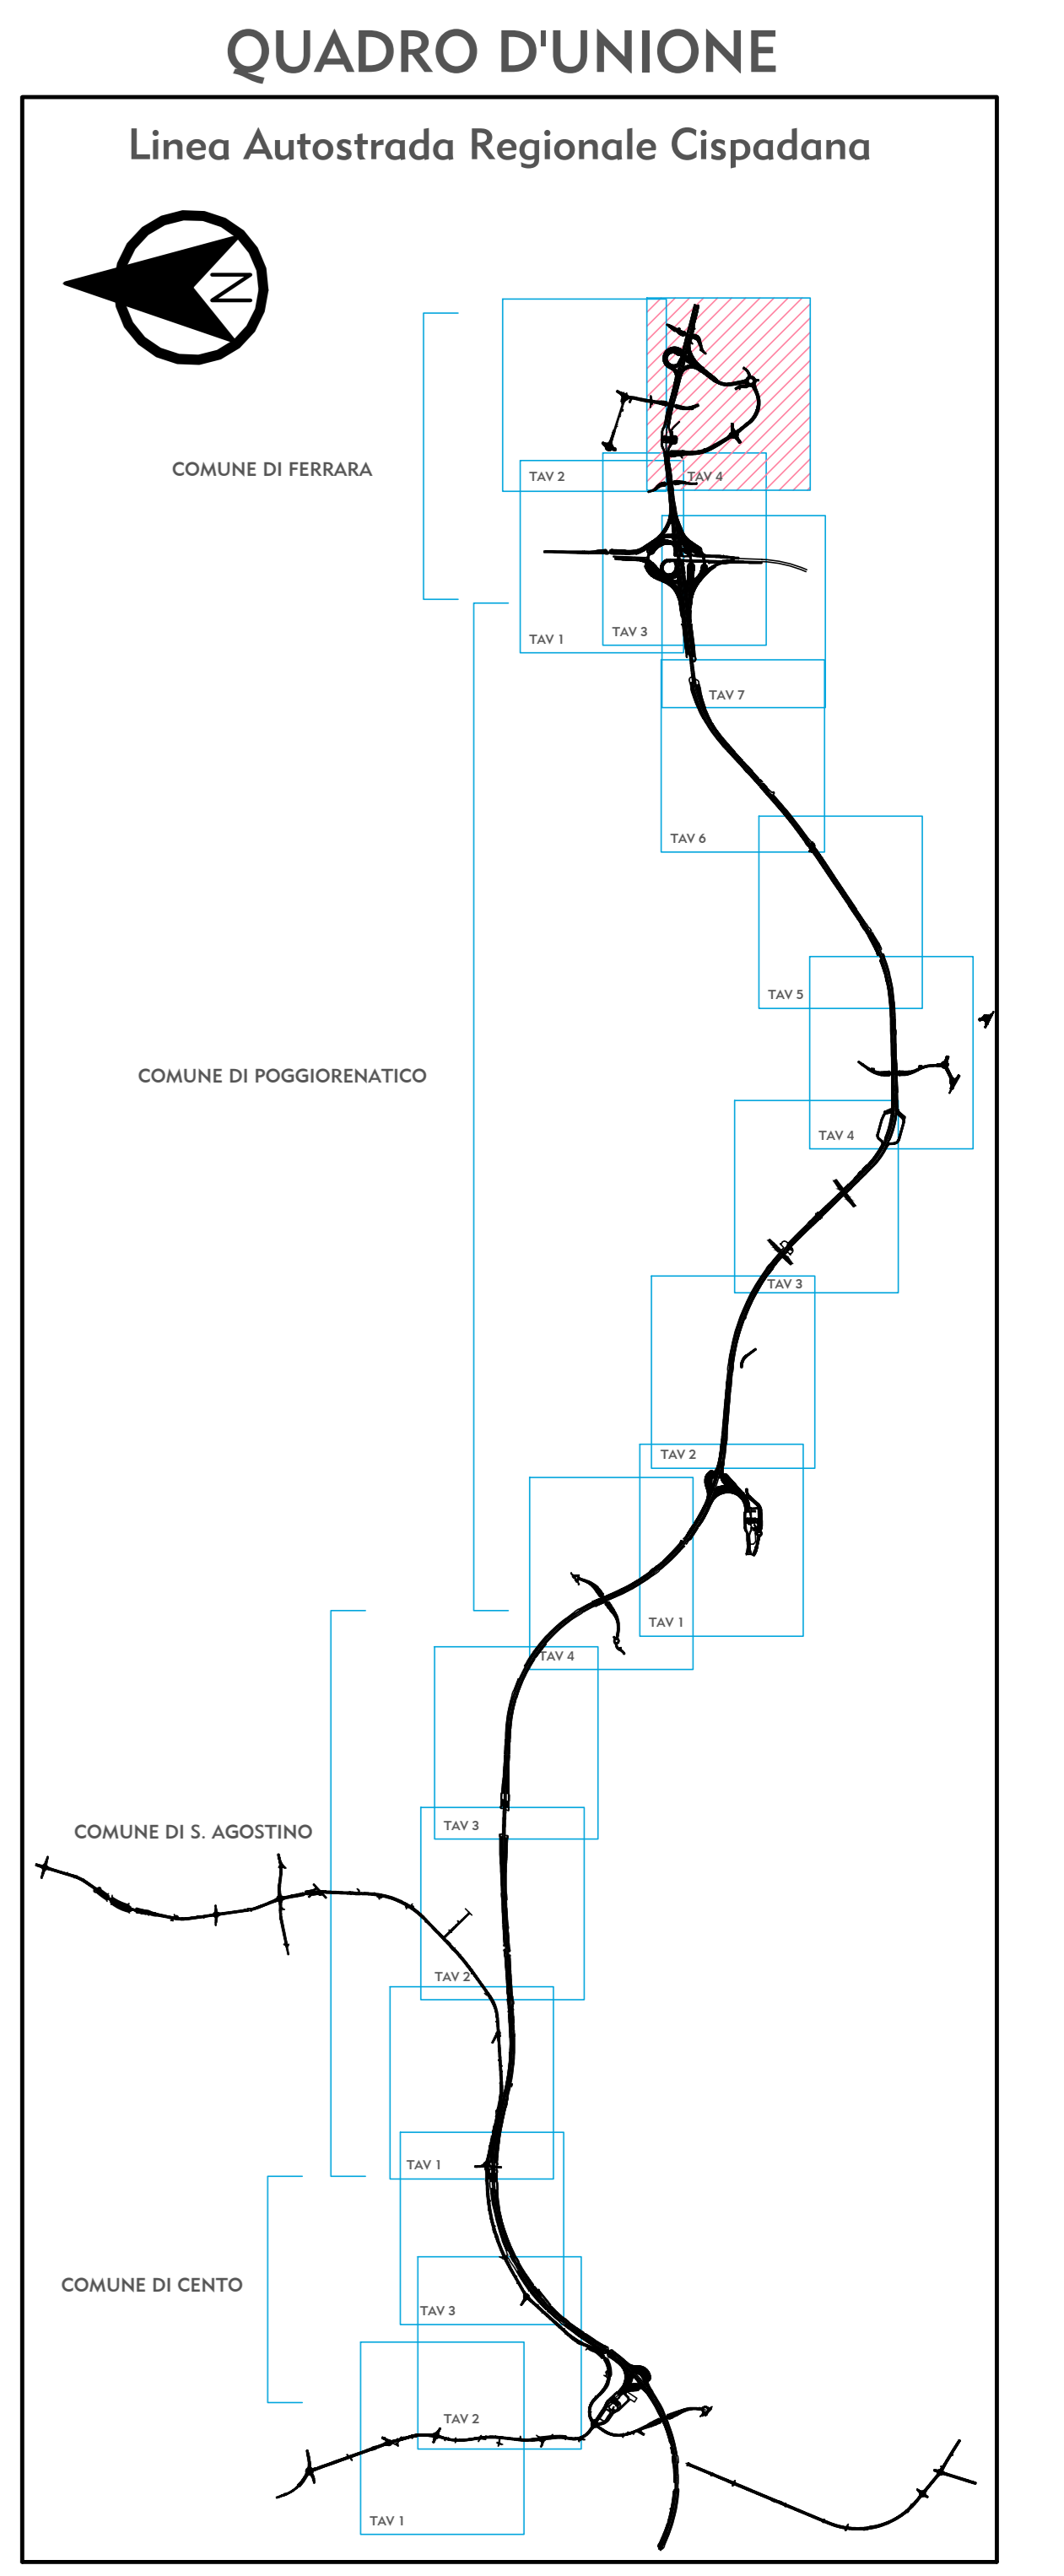 QUADRO D'UNIONE
Linea Autostrada Regionale Cispadana
N
COMUNE DI FERRARA
TAV 2
TAV 4
TAV 1
TAV 3
TAV 7
TAV 6
TAV 5
COMUNE DI POGGIORENATICO
TAV 4
TAV 3
TAV 2
TAV 1
TAV 4
TAV 3
COMUNE DI S. AGOSTINO
TAV 2
TAV 1
COMUNE DI CENTO
TAV 3
TAV 2
TAV 1